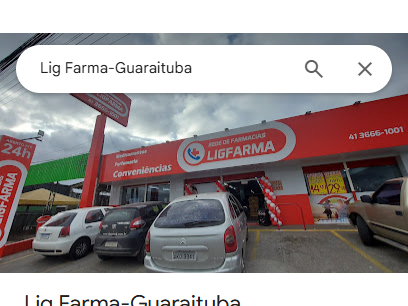 Lig Farma-Guaraituba
24h
LIGFARMA
Medicamentos
Perfumaria
Conveniências
REDE DE FARMÁCIAS
LIGFARMA
41 3666-1001
Lig Farma-Guaraituba